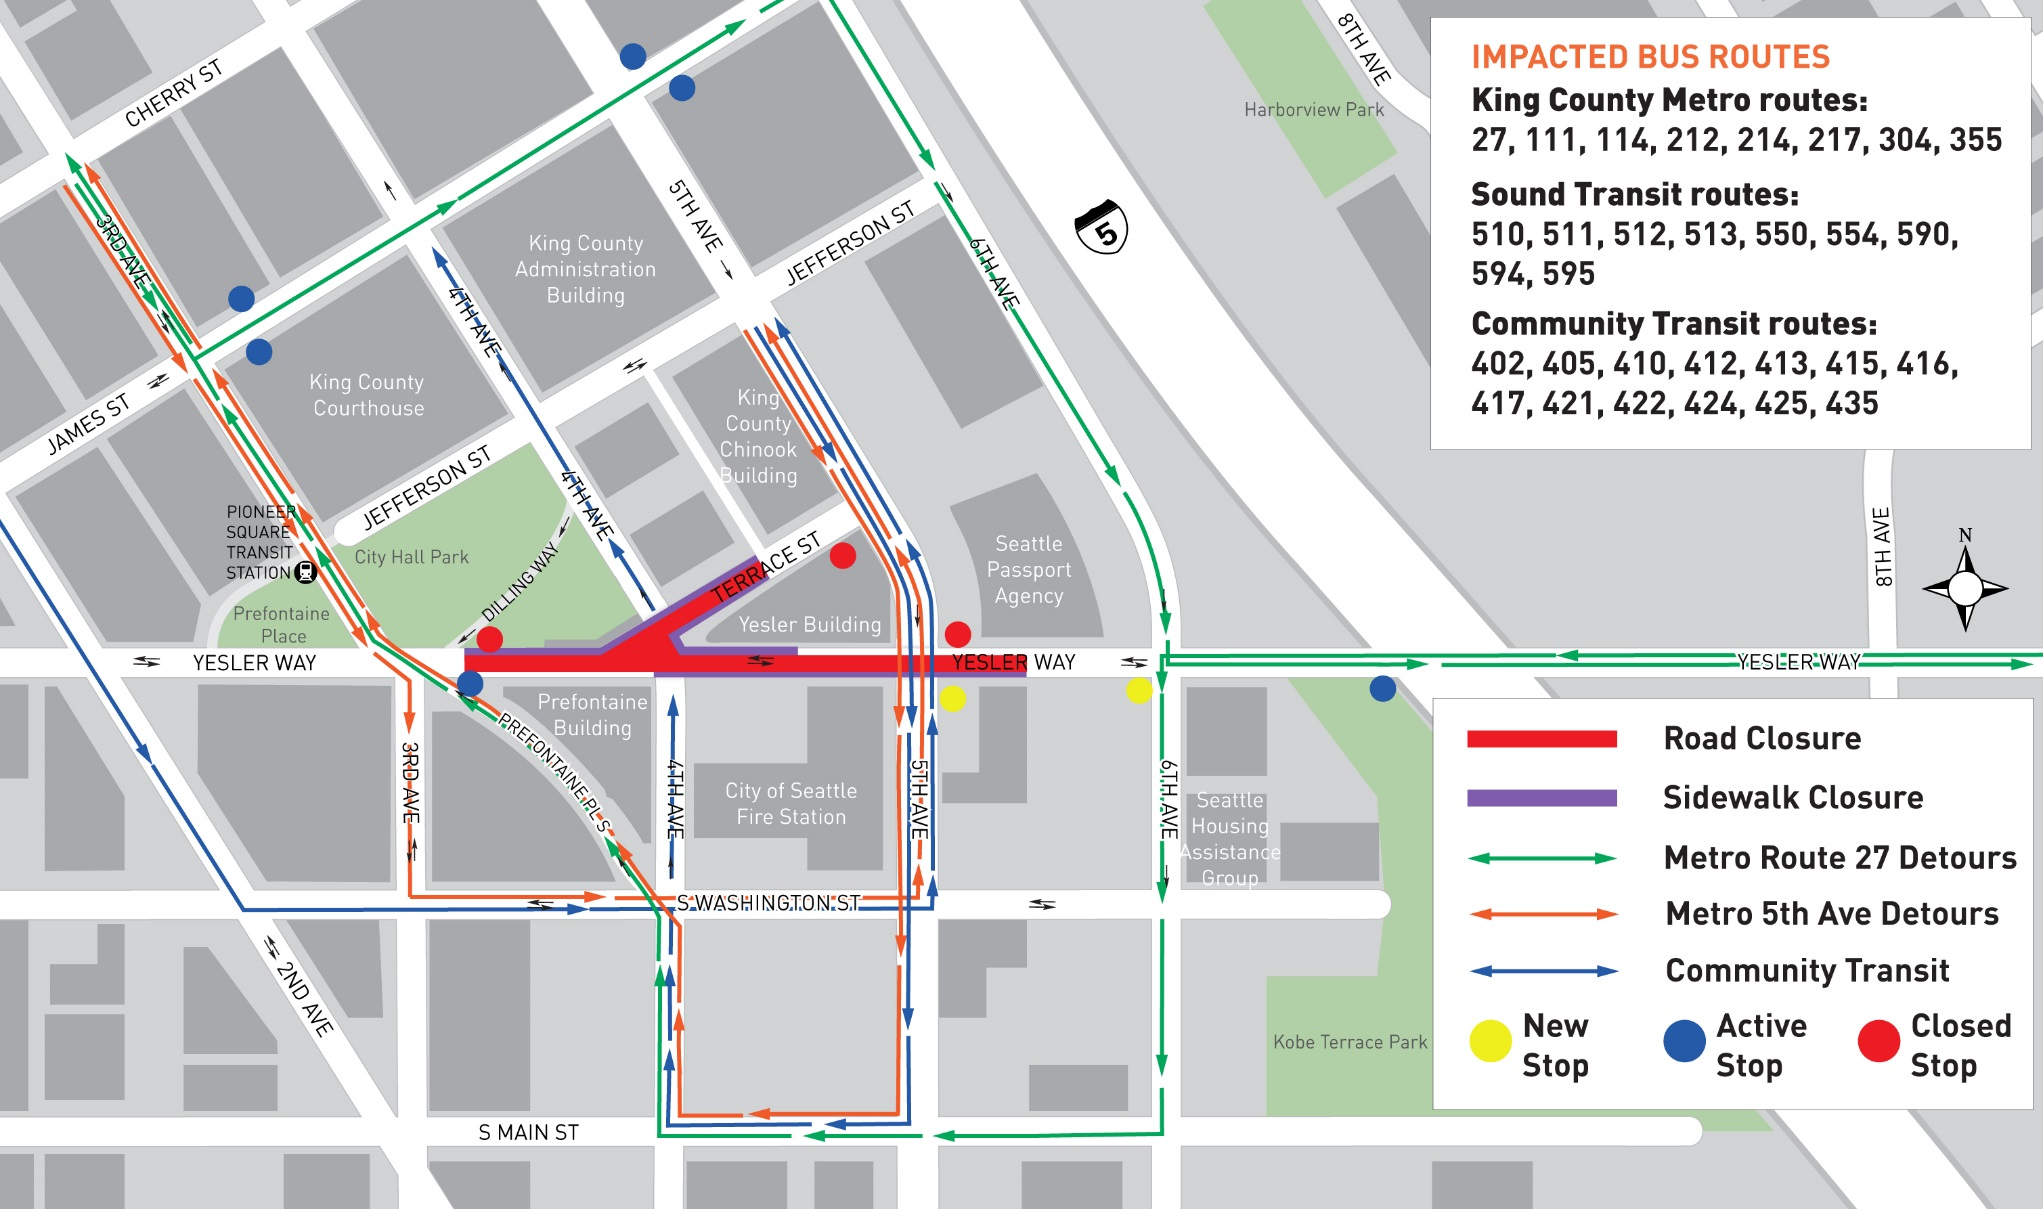 8TH AVE
IMPACTED BUS ROUTES
King County Metro routes:
27, 111, 114, 212, 214, 217, 304, 355
Sound Transit routes:
510, 511, 512, 513, 550, 554, 590,
594, 595
Community Transit routes:
402, 405, 410, 412, 413, 415, 416,
417, 421, 422, 424, 425, 435
CHERRY ST
Harborview Park
3RD AVE
5TH AVE
JEFFERSON ST
6TH AVE
5
King County
Administration
Building
4TH AVE
King County
Courthouse
JAMES ST
King
County
Chinook
Building
JEFFERSON ST
4TH AVE
PIONEER
SQUARE
TRANSIT
STATION
City Hall Park
DILLING WAY
TERRACE ST
Seattle
Passport
Agency
8TH AVE
N
Prefontaine
Place
Yesler Building
YESLER WAY
YESLER WAY
YESLER WAY
Prefontaine
Building
PREFONTAINE PL S
3RD AVE
4TH AVE
City of Seattle
Fire Station
5TH AVE
6TH AVE
Seattle
Housing
Assistance
Group
S WASHINGTON ST
2ND AVE
Kobe Terrace Park
S MAIN ST
Road Closure
Sidewalk Closure
Metro Route 27 Detours
Metro 5th Ave Detours
Community Transit
New
Stop
Active
Stop
Closed
Stop